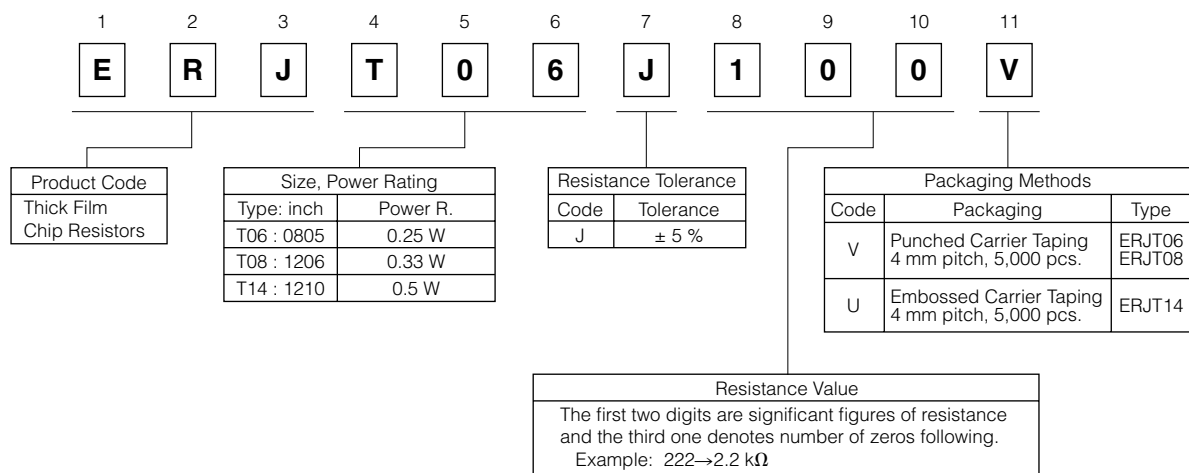 1 2 3 4 5 6 7 8 9 10 11
E R J T 0 6 J 1 0 0 V
Product Code
Thick Film
Chip Resistors
Size, Power Rating
Type: inch Power R.
T06 : 0805 0.25 W
T08 : 1206 0.33 W
T14 : 1210 0.5 W
Resistance Tolerance
Code Tolerance
J ± 5 %
Packaging Methods
Code Packaging Type
V Punched Carrier Taping 4 mm pitch, 5,000 pcs. ERJT06 ERJT08
U Embossed Carrier Taping 4 mm pitch, 5,000 pcs. ERJT14
Resistance Value
The first two digits are significant figures of resistance
and the third one denotes number of zeros following.
Example: 222→2.2 kΩ